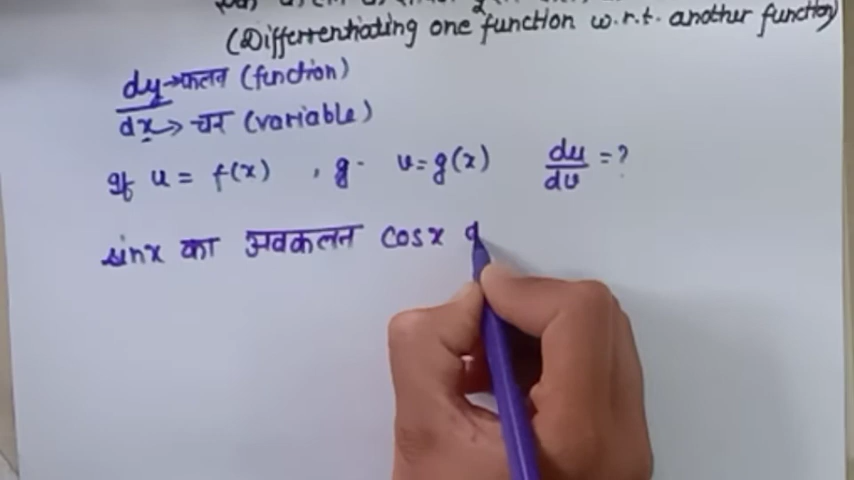 (Differentiating one function w.r.t. another function)
dy → फलन (function)
dx → चर (variable)
If u = f(x) , g v = g(x) du/dv = ?
sinx का अवकलन cosx